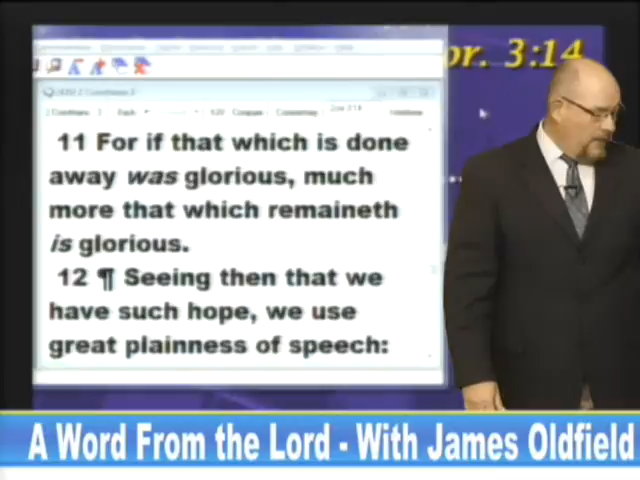 or. 3:14
11 For if that which is done
away was glorious, much
more that which remaineth
is glorious.
12 ¶ Seeing then that we
have such hope, we use
great plainness of speech:
A Word From the Lord - With James Oldfield